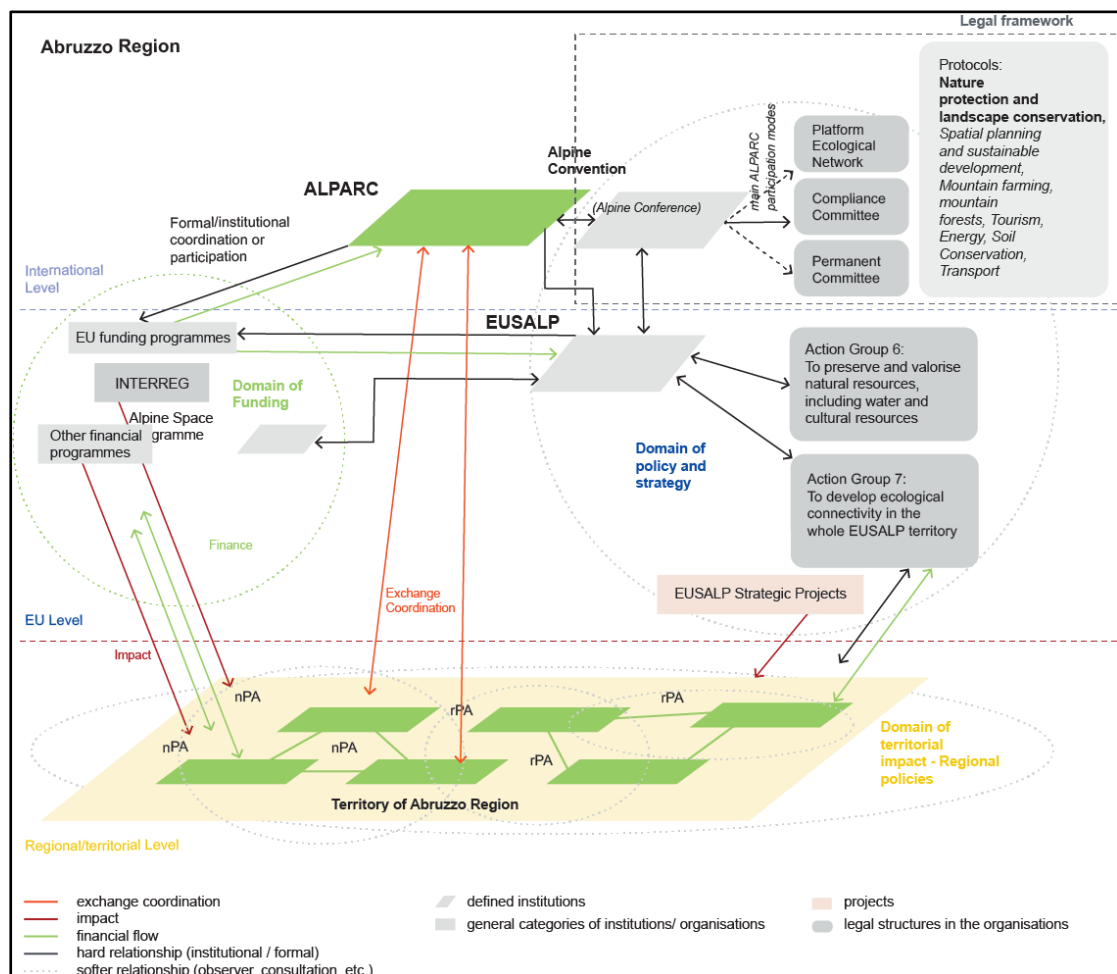 Legal framework
Abruzzo Region
Protocols:
Nature
protection and
landscape conservation,
Spatial planning
and sustainable
development,
Mountain farming,
mountain
forests, Tourism,
Energy, Soil
Conservation,
Transport
Platform
Ecological
Network
Compliance
Committee
Permanent
Committee
main ALPARC
participation modes
Alpine
Convention
(Alpine Conference)
ALPARC
Formal/institutional
coordination or
participation
International
Level
EUSALP
EU funding programmes
INTERREG
Domain of
Funding
Alpine Space
gramme
Other financial
programmes
Action Group 6:
To preserve and valorise
natural resources,
including water and
cultural resources
Domain of
policy and
strategy
Action Group 7:
To develop ecological
connectivity in the
whole EUSALP territory
Finance
Exchange
Coordination
EUSALP Strategic Projects
EU Level
Impact
nPA
rPA
rPA
nPA
nPA
rPA
Domain of
territorial
impact - Regional
policies
Territory of Abruzzo Region
Regional/territorial Level
exchange coordination
impact
financial flow
hard relationship (institutional / formal)
softer relationship (observer, consultation, etc.)
defined institutions
general categories of institutions/ organisations
projects
legal structures in the organisations